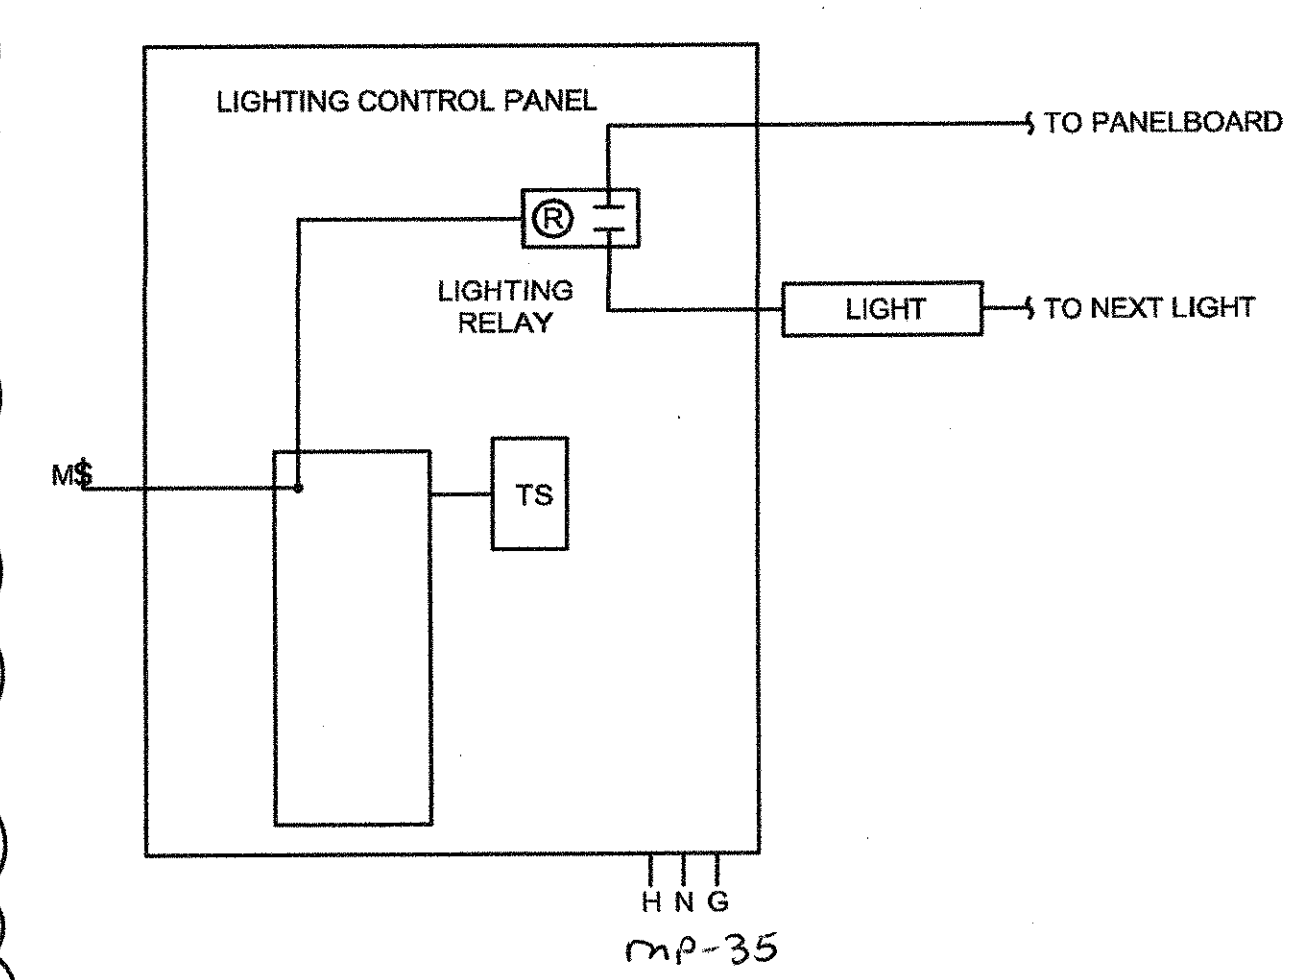 LIGHTING CONTROL PANEL
TO PANELBOARD
R
LIGHTING
RELAY
LIGHT
TO NEXT LIGHT
M$
TS
H N G
MP-35